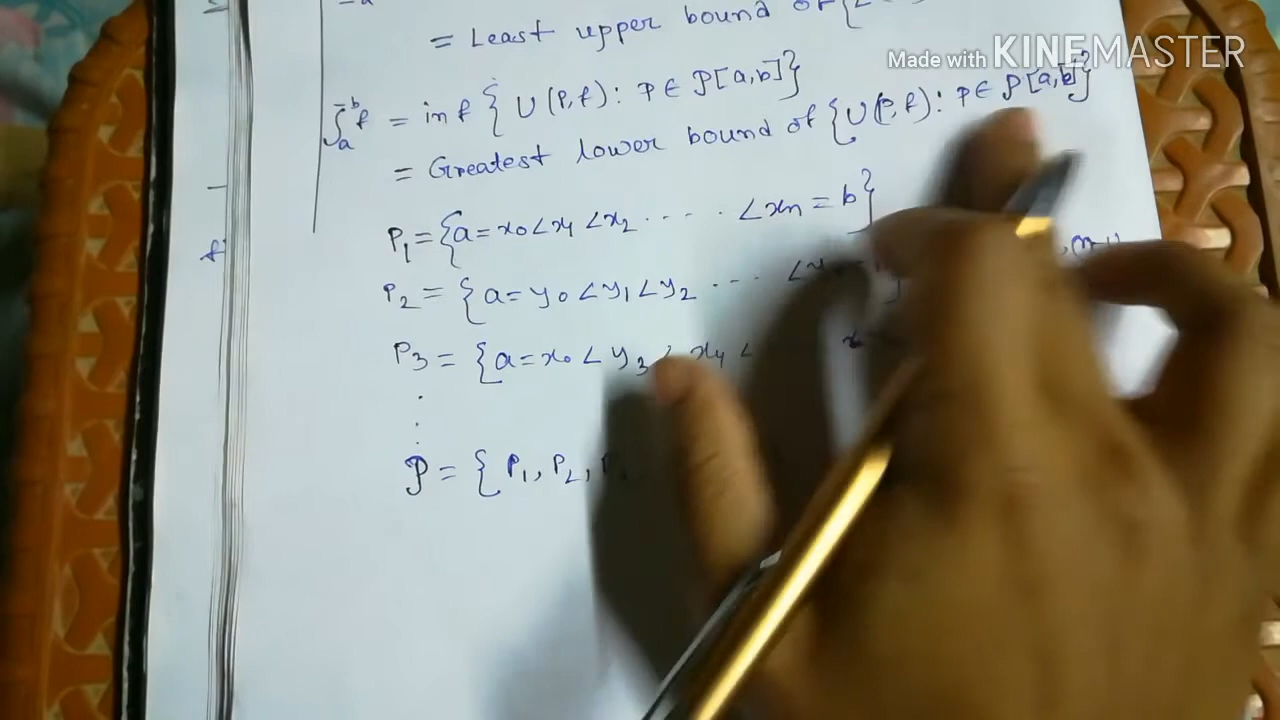 = Least upper bound of {L
Made with KINEMASTER
∫̄ₐᵇ f = inf { U (P, f) : P ∈ 𝒫[a,b]}
= Greatest lower bound of {U(P, f) : P ∈ 𝒫[a,b]}
P₁ = {a = x₀ < x₁ < x₂ .... < xₙ = b}
P₂ = {a = y₀ < y₁ < y₂ ... <
P₃ = {a = x₀ < y₃ < x₄ <
𝒫 = { P₁, P₂,